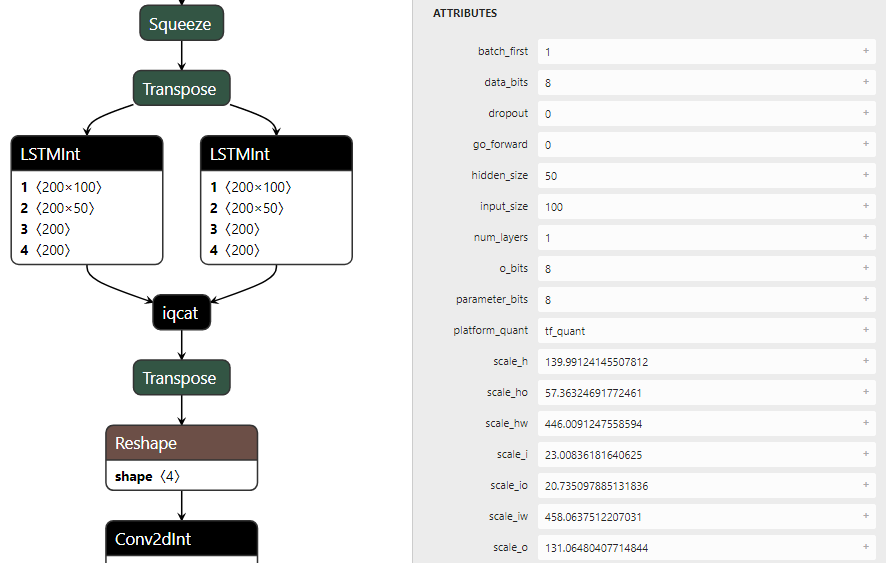 Squeeze
Transpose
LSTMInt
1 〈200×100〉
2 〈200×50〉
3 〈200〉
4 〈200〉
LSTMInt
1 〈200×100〉
2 〈200×50〉
3 〈200〉
4 〈200〉
iqcat
Transpose
Reshape
shape 〈4〉
Conv2dInt
ATTRIBUTES
batch_first 1 +
data_bits 8 +
dropout 0 +
go_forward 0 +
hidden_size 50 +
input_size 100 +
num_layers 1 +
o_bits 8 +
parameter_bits 8 +
platform_quant tf_quant +
scale_h 139.99124145507812 +
scale_ho 57.36324691772461 +
scale_hw 446.0091247558594 +
scale_i 23.00836181640625 +
scale_io 20.735097885131836 +
scale_iw 458.0637512207031 +
scale_o 131.06480407714844 +